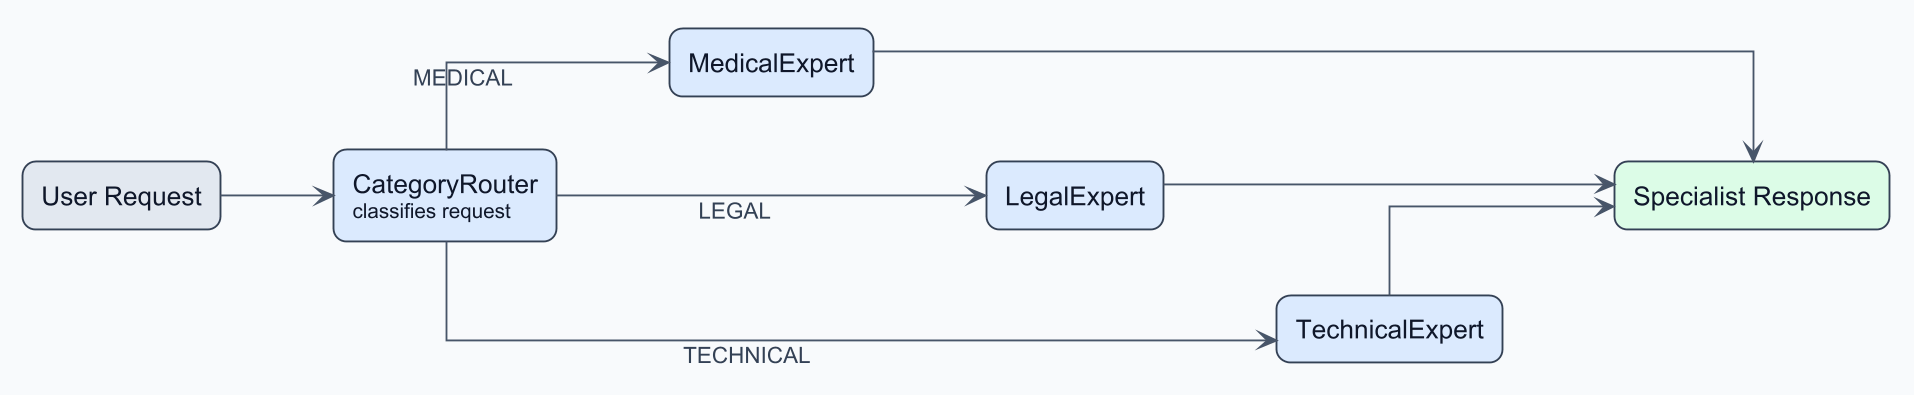 MedicalExpert
MEDICAL
User Request
CategoryRouter
classifies request
LEGAL
LegalExpert
Specialist Response
TechnicalExpert
TECHNICAL